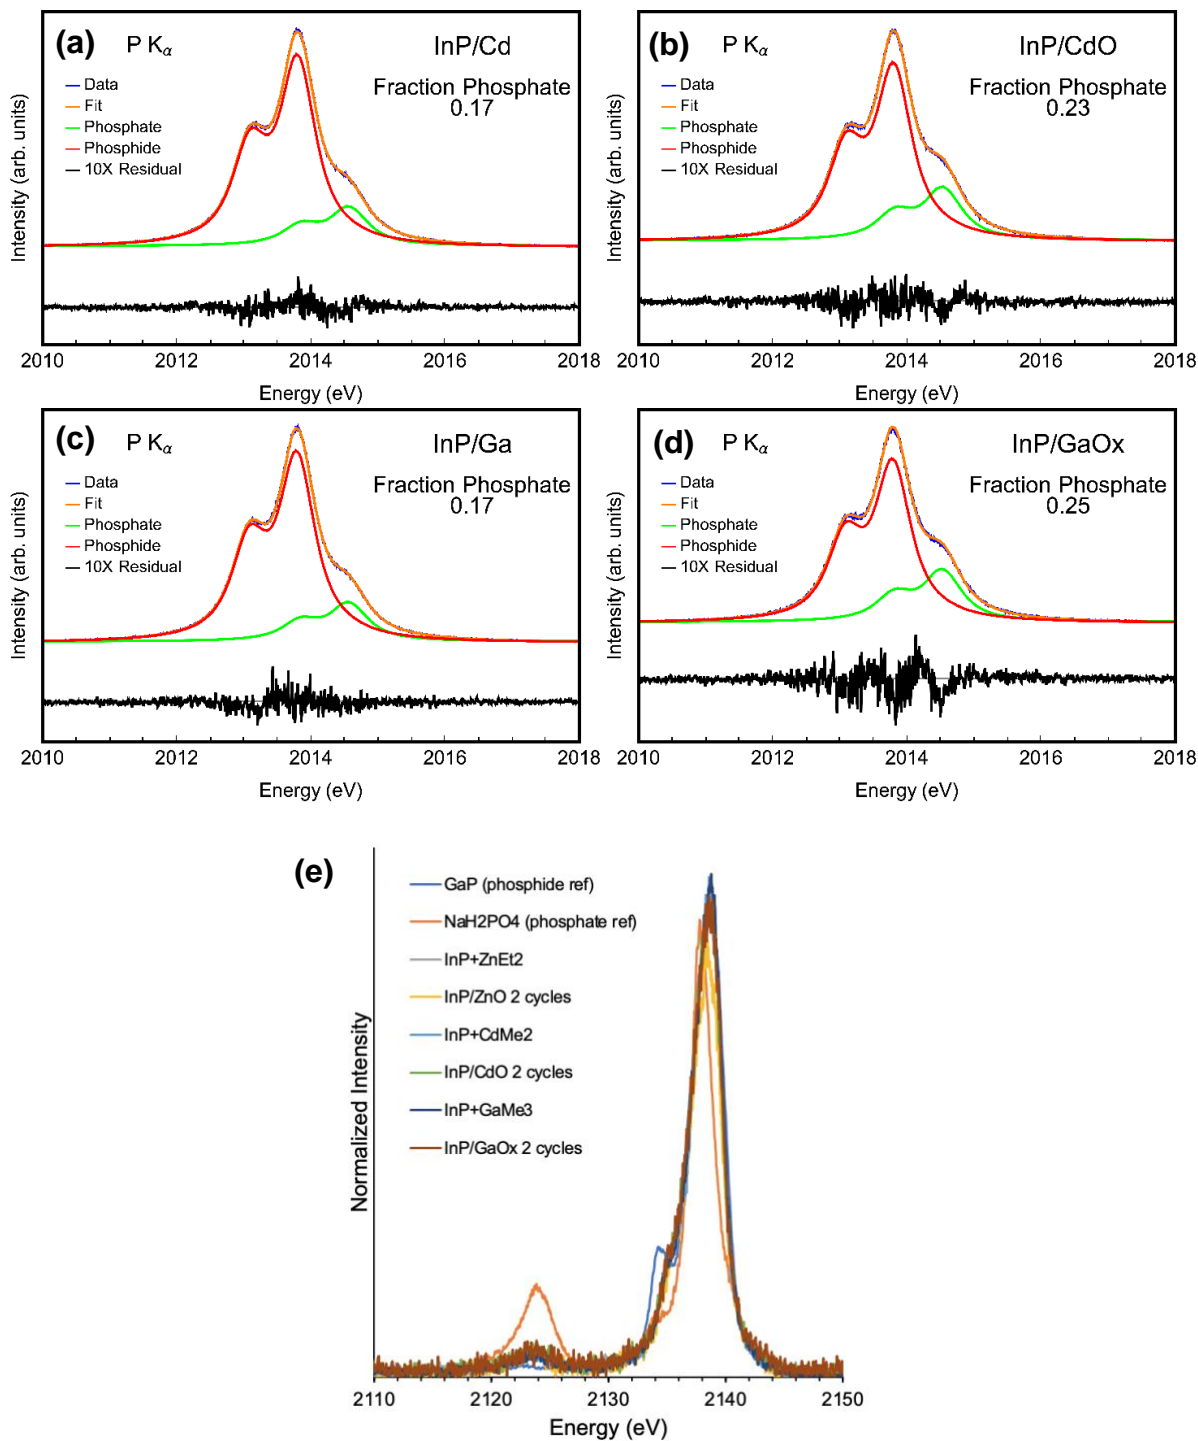 (a)
P Kα
InP/Cd
Data
Fit
Phosphate
Phosphide
10X Residual
Fraction Phosphate
0.17
Intensity (arb. units)
2010 2012 2014 2016 2018
Energy (eV)
(b)
P Kα
InP/CdO
Data
Fit
Phosphate
Phosphide
10X Residual
Fraction Phosphate
0.23
Intensity (arb. units)
2010 2012 2014 2016 2018
Energy (eV)
(c)
P Kα
InP/Ga
Data
Fit
Phosphate
Phosphide
10X Residual
Fraction Phosphate
0.17
Intensity (arb. units)
2010 2012 2014 2016 2018
Energy (eV)
(d)
P Kα
InP/GaOx
Data
Fit
Phosphate
Phosphide
10X Residual
Fraction Phosphate
0.25
Intensity (arb. units)
2010 2012 2014 2016 2018
Energy (eV)
(e)
GaP (phosphide ref)
NaH2PO4 (phosphate ref)
InP+ZnEt2
InP/ZnO 2 cycles
InP+CdMe2
InP/CdO 2 cycles
InP+GaMe3
InP/GaOx 2 cycles
Normalized Intensity
2110 2120 2130 2140 2150
Energy (eV)